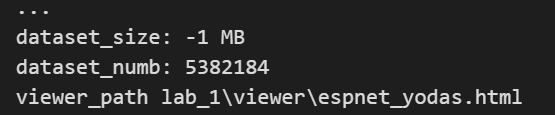 ...
dataset_size: -1 MB
dataset_numb: 5382184
viewer_path lab_1\viewer\espnet_yodas.html